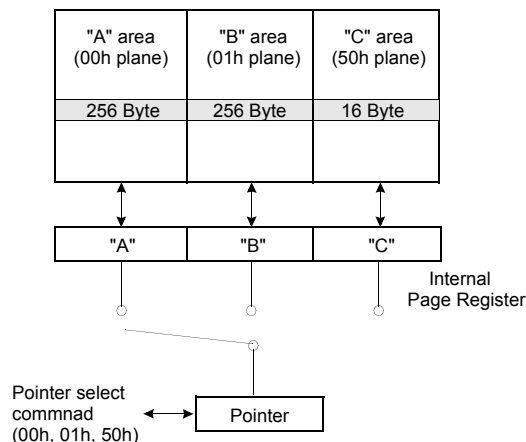 "A" area
(00h plane)
"B" area
(01h plane)
"C" area
(50h plane)
256 Byte
256 Byte
16 Byte
"A"
"B"
"C"
Internal
Page Register
Pointer select
commnad
(00h, 01h, 50h)
Pointer